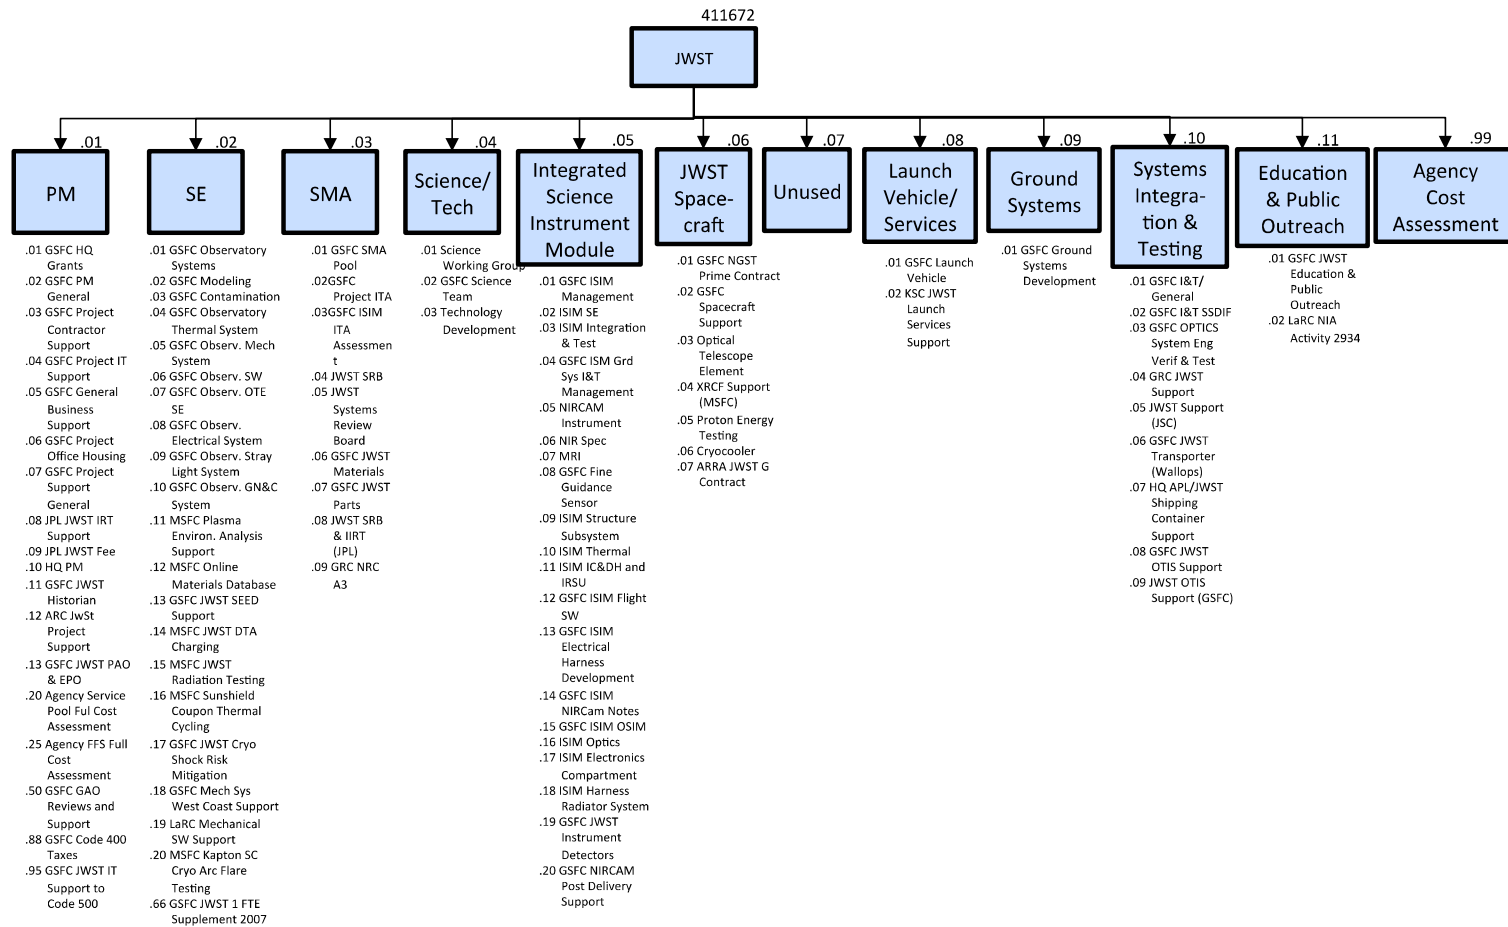 411672
JWST
.01
PM
.01 GSFC HQ
Grants
.02 GSFC PM
General
.03 GSFC Project
Contractor
Support
.04 GSFC Project IT
Support
.05 GSFC General
Business
Support
.06 GSFC Project
Office Housing
.07 GSFC Project
Support
General
.08 JPL JWST IRT
Support
.09 JPL JWST Fee
.10 HQ PM
.11 GSFC JWST
Historian
.12 ARC JwSt
Project
Support
.13 GSFC JWST PAO
& EPO
.20 Agency Service
Pool Ful Cost
Assessment
.25 Agency FFS Full
Cost
Assessment
.50 GSFC GAO
Reviews and
Support
.88 GSFC Code 400
Taxes
.95 GSFC JWST IT
Support to
Code 500
.02
SE
.01 GSFC Observatory
Systems
.02 GSFC Modeling
.03 GSFC Contamination
.04 GSFC Observatory
Thermal System
.05 GSFC Observ. Mech
System
.06 GSFC Observ. SW
.07 GSFC Observ. OTE
SE
.08 GSFC Observ.
Electrical System
.09 GSFC Observ. Stray
Light System
.10 GSFC Observ. GN&C
System
.11 MSFC Plasma
Environ. Analysis
Support
.12 MSFC Online
Materials Database
.13 GSFC JWST SEED
Support
.14 MSFC JWST DTA
Charging
.15 MSFC JWST
Radiation Testing
.16 MSFC Sunshield
Coupon Thermal
Cycling
.17 GSFC JWST Cryo
Shock Risk
Mitigation
.18 GSFC Mech Sys
West Coast Support
.19 LaRC Mechanical
SW Support
.20 MSFC Kapton SC
Cryo Arc Flare
Testing
.66 GSFC JWST 1 FTE
Supplement 2007
.03
SMA
.01 GSFC SMA
Pool
.02GSFC
Project ITA
.03GSFC ISIM
ITA
Assessmen
t
.04 JWST SRB
.05 JWST
Systems
Review
Board
.06 GSFC JWST
Materials
.07 GSFC JWST
Parts
.08 JWST SRB
& IIRT
(JPL)
.09 GRC NRC
A3
.04
Science/
Tech
.01 Science
Working Group
.02 GSFC Science
Team
.03 Technology
Development
.05
Integrated
Science
Instrument
Module
.01 GSFC ISIM
Management
.02 ISIM SE
.03 ISIM Integration
& Test
.04 GSFC ISM Grd
Sys I&T
Management
.05 NIRCAM
Instrument
.06 NIR Spec
.07 MRI
.08 GSFC Fine
Guidance
Sensor
.09 ISIM Structure
Subsystem
.10 ISIM Thermal
.11 ISIM IC&DH and
IRSU
.12 GSFC ISIM Flight
SW
.13 GSFC ISIM
Electrical
Harness
Development
.14 GSFC ISIM
NIRCam Notes
.15 GSFC ISIM OSIM
.16 ISIM Optics
.17 ISIM Electronics
Compartment
.18 ISIM Harness
Radiator System
.19 GSFC JWST
Instrument
Detectors
.20 GSFC NIRCAM
Post Delivery
Support
.06
JWST
Space-
craft
.01 GSFC NGST
Prime Contract
.02 GSFC
Spacecraft
Support
.03 Optical
Telescope
Element
.04 XRCF Support
(MSFC)
.05 Proton Energy
Testing
.06 Cryocooler
.07 ARRA JWST G
Contract
.07
Unused
.08
Launch
Vehicle/
Services
.01 GSFC Launch
Vehicle
.02 KSC JWST
Launch
Services
Support
.09
Ground
Systems
.01 GSFC Ground
Systems
Development
.10
Systems
Integra-
tion &
Testing
.01 GSFC I&T/
General
.02 GSFC I&T SSDIF
.03 GSFC OPTICS
System Eng
Verif & Test
.04 GRC JWST
Support
.05 JWST Support
(JSC)
.06 GSFC JWST
Transporter
(Wallops)
.07 HQ APL/JWST
Shipping
Container
Support
.08 GSFC JWST
OTIS Support
.09 JWST OTIS
Support (GSFC)
.11
Education
& Public
Outreach
.01 GSFC JWST
Education &
Public
Outreach
.02 LaRC NIA
Activity 2934
.99
Agency
Cost
Assessment